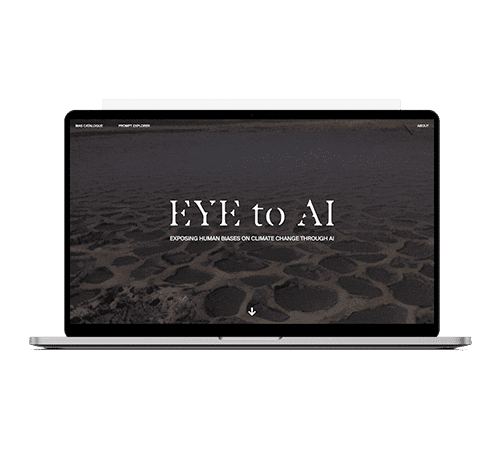 BIAS CATALOGUE PROMPT EXPLORER ABOUT
EYE to AI
EXPOSING HUMAN BIASES ON CLIMATE CHANGE THROUGH AI